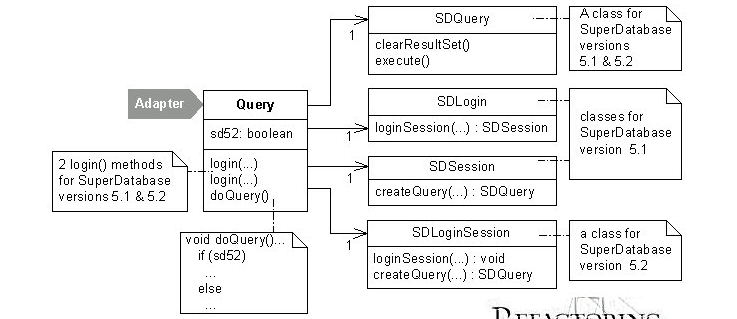 SDQuery
clearResultSet()
execute()
A class for
SuperDatabase
versions
5.1 & 5.2
1
Adapter
Query
sd52: boolean
login(...)
login(...)
doQuery()
SDLogin
loginSession(...) : SDSession
1
classes for
SuperDatabase
version 5.1
2 login() methods
for SuperDatabase
versions 5.1 & 5.2
SDSession
createQuery(...) : SDQuery
1
SDLoginSession
loginSession(...) : void
createQuery(...) : SDQuery
1
a class for
SuperDatabase
version 5.2
void doQuery()...
if (sd52)
...
else
...
REFACTORING